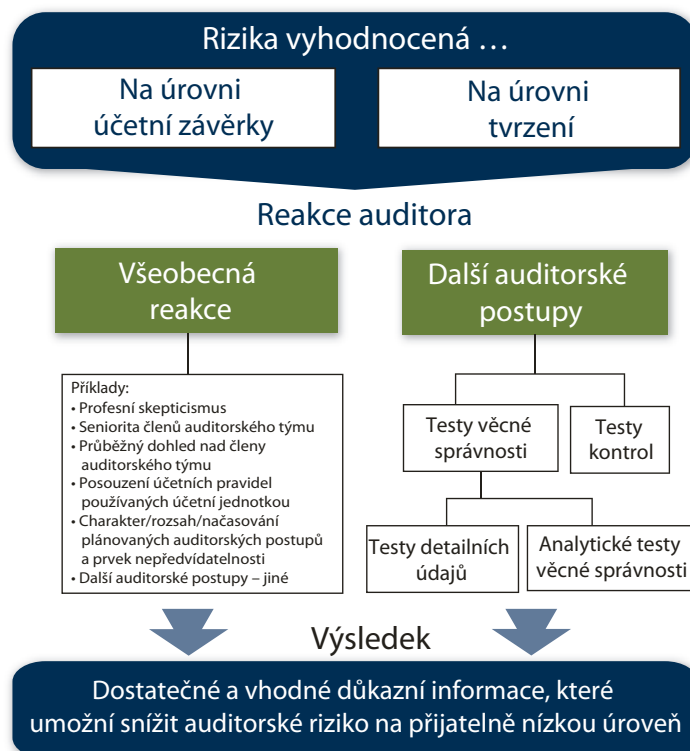 Rizika vyhodnocená …
Na úrovni
účetní závěrky
Na úrovni
tvrzení
Reakce auditora
Všeobecná
reakce
Další auditorské
postupy
Příklady:
• Profesní skepticismus
• Seniorita členů auditorského týmu
• Průběžný dohled nad členy
auditorského týmu
• Posouzení účetních pravidel
používaných účetní jednotkou
• Charakter/rozsah/načasování
plánovaných auditorských postupů
a prvek nepředvídatelnosti
• Další auditorské postupy – jiné
Testy věcné
správnosti
Testy
kontrol
Testy detailních
údajů
Analytické testy
věcné správnosti
Výsledek
Dostatečné a vhodné důkazní informace, které
umožní snížit auditorské riziko na přijatelně nízkou úroveň